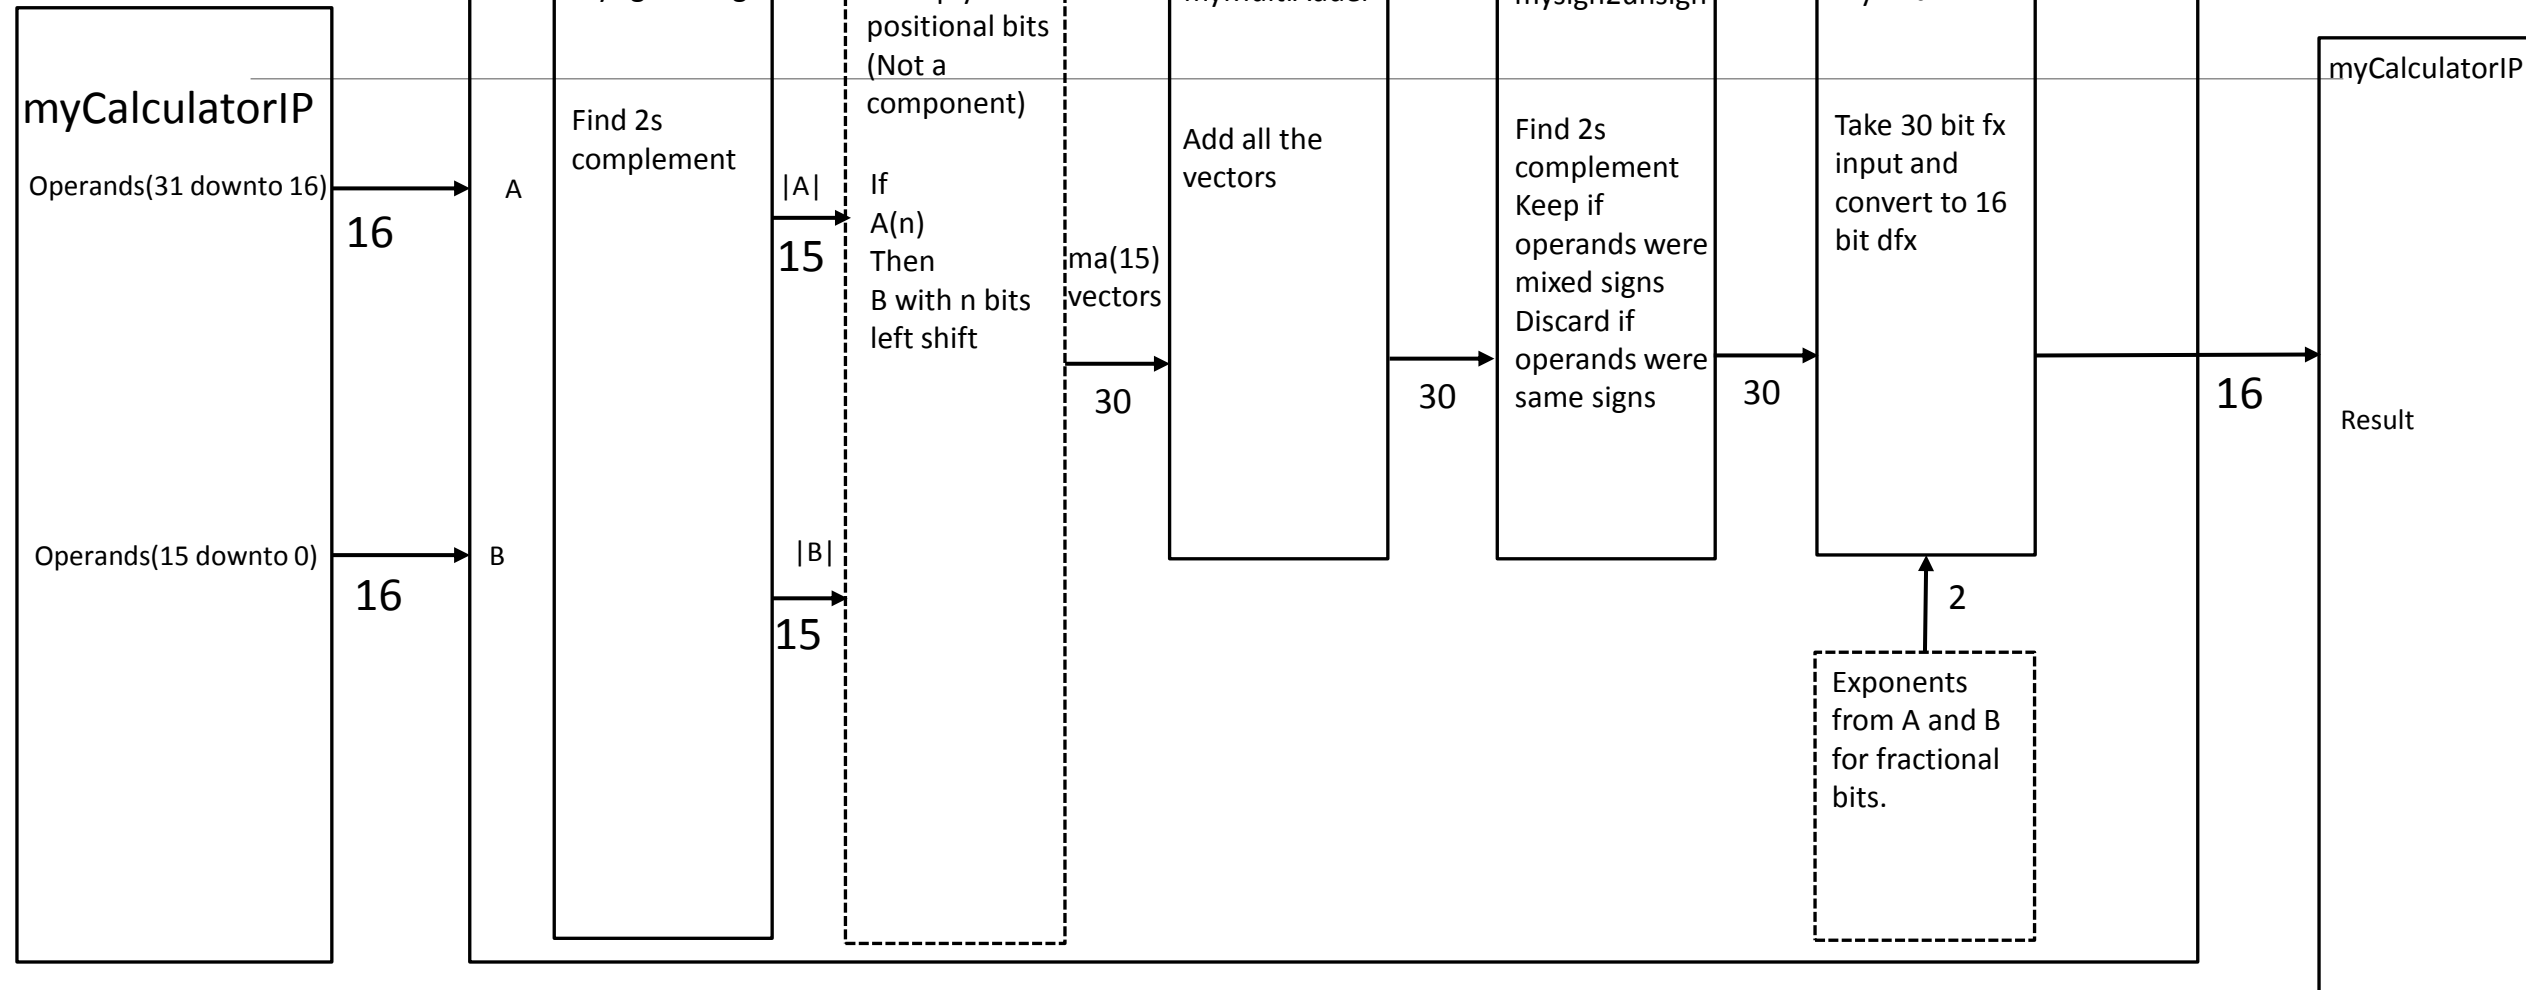 myCalculatorIP
Operands(31 downto 16)
16
Operands(15 downto 0)
16
A
B
Find 2s
complement
|A|
15
|B|
15
positional bits
(Not a
component)
If
A(n)
Then
B with n bits
left shift
ma(15)
vectors
30
Add all the
vectors
30
mysign2unsign
Find 2s
complement
Keep if
operands were
mixed signs
Discard if
operands were
same signs
30
Take 30 bit fx
input and
convert to 16
bit dfx
2
Exponents
from A and B
for fractional
bits.
16
myCalculatorIP
Result